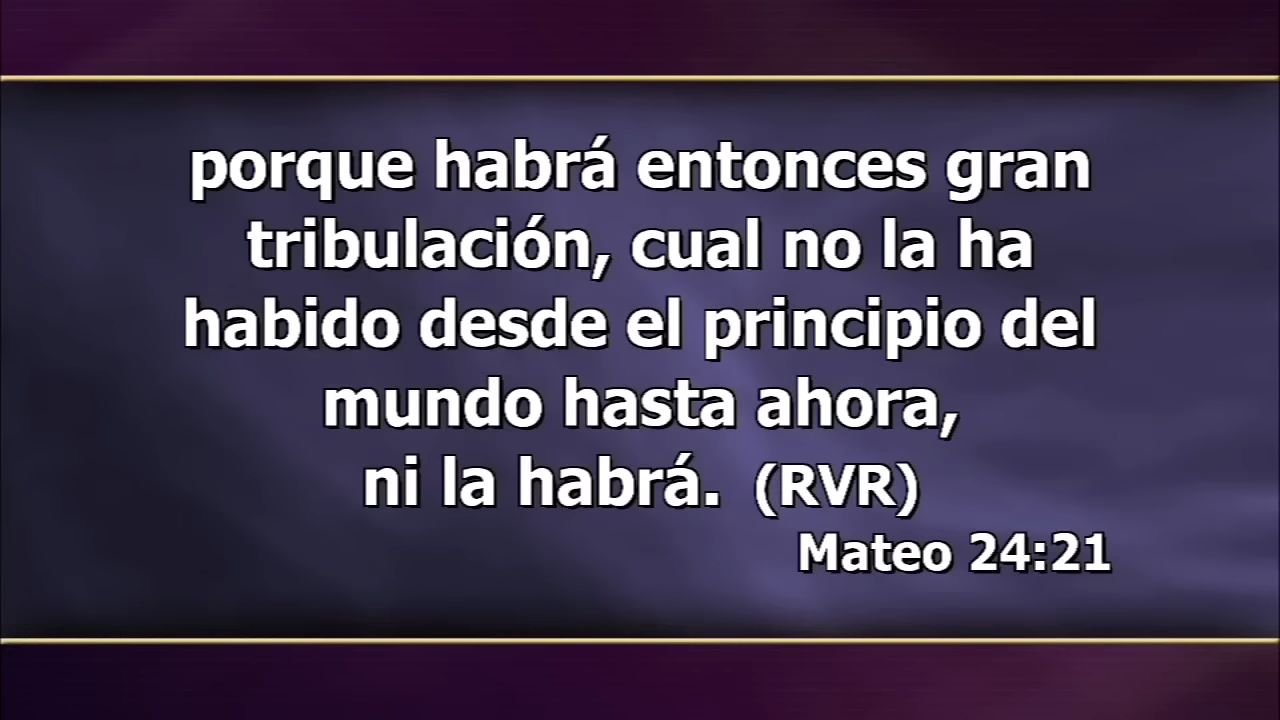 porque habrá entonces gran
tribulación, cual no la ha
habido desde el principio del
mundo hasta ahora,
ni la habrá. (RVR)
Mateo 24:21